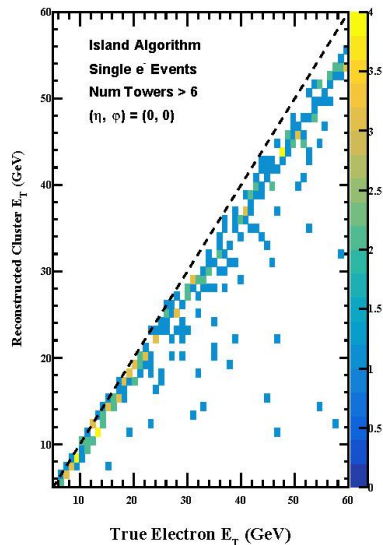 Island Algorithm
Single e⁻ Events
Num Towers > 6
(η, φ) = (0, 0)
Reconstructed Cluster E_T (GeV)
60
50
40
30
20
10
10 20 30 40 50 60
True Electron E_T (GeV)
4
3.5
3
2.5
2
1.5
1
0.5
0